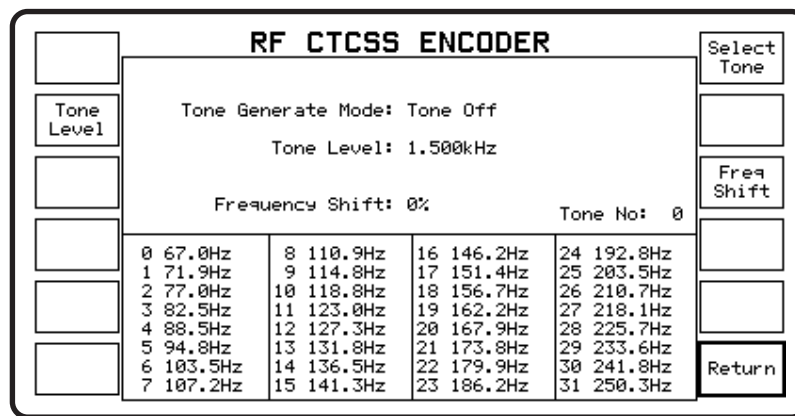 RF CTCSS ENCODER
Select
Tone
Tone
Level
Tone Generate Mode: Tone Off
Tone Level: 1.500kHz
Freq
Shift
Frequency Shift: 0%
Tone No: 0
0 67.0Hz 8 110.9Hz 16 146.2Hz 24 192.8Hz
1 71.9Hz 9 114.8Hz 17 151.4Hz 25 203.5Hz
2 77.0Hz 10 118.8Hz 18 156.7Hz 26 210.7Hz
3 82.5Hz 11 123.0Hz 19 162.2Hz 27 218.1Hz
4 88.5Hz 12 127.3Hz 20 167.9Hz 28 225.7Hz
5 94.8Hz 13 131.8Hz 21 173.8Hz 29 233.6Hz
6 103.5Hz 14 136.5Hz 22 179.9Hz 30 241.8Hz
7 107.2Hz 15 141.3Hz 23 186.2Hz 31 250.3Hz
Return